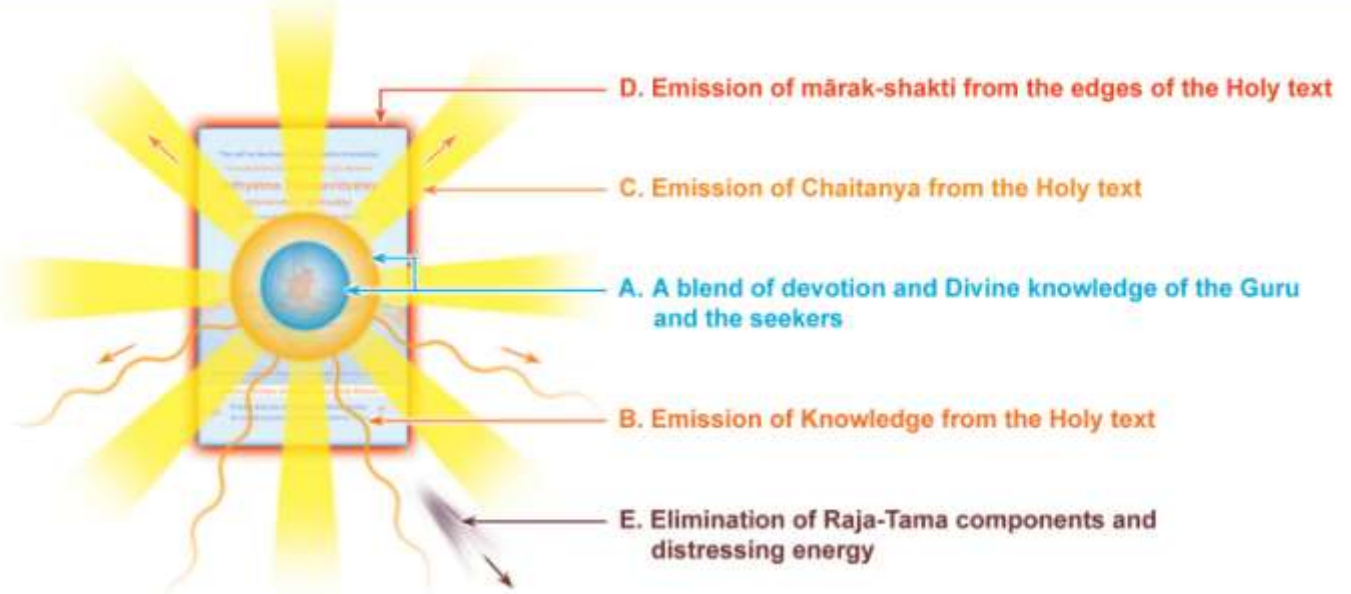 D. Emission of mārak-shakti from the edges of the Holy text
C. Emission of Chaitanya from the Holy text
A. A blend of devotion and Divine knowledge of the Guru
and the seekers
B. Emission of Knowledge from the Holy text
E. Elimination of Raja-Tama components and
distressing energy